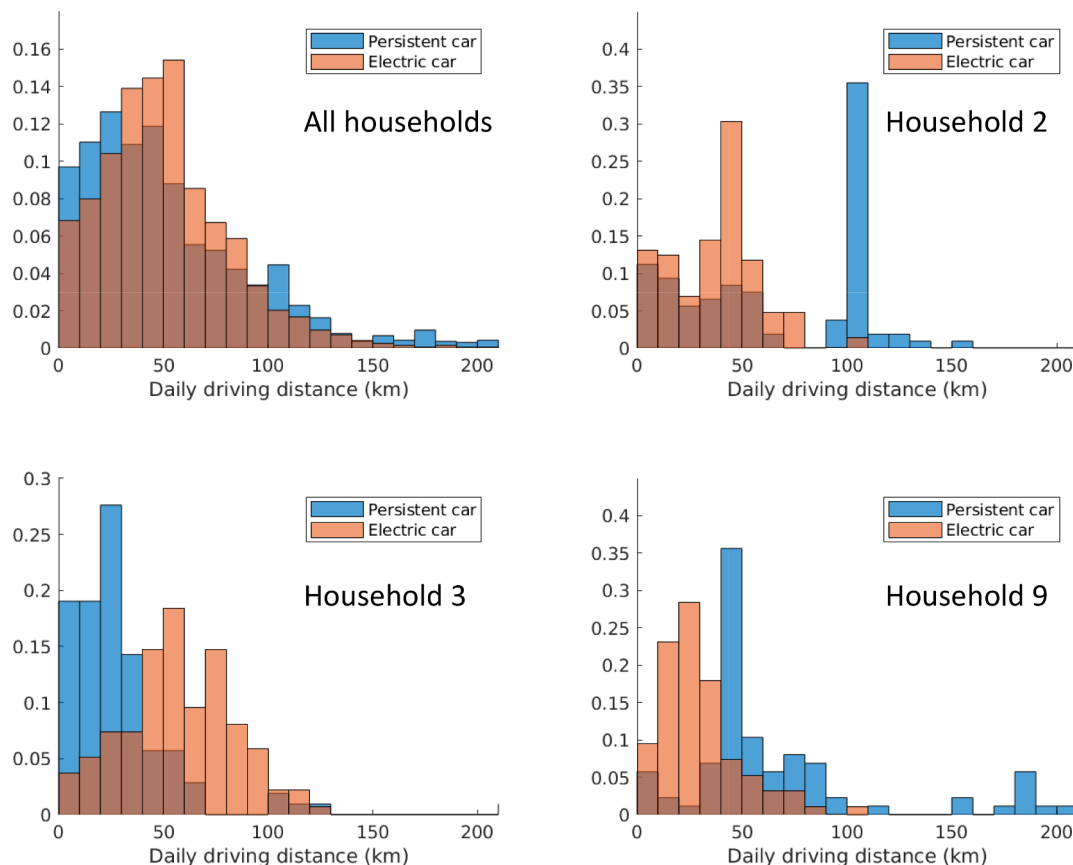 0.16
0.14
0.12
0.1
0.08
0.06
0.04
0.02
0
Persistent car
Electric car
All households
0 50 100 150 200
Daily driving distance (km)
0.4
0.35
0.3
0.25
0.2
0.15
0.1
0.05
0
Persistent car
Electric car
Household 2
0 50 100 150 200
Daily driving distance (km)
0.3
0.25
0.2
0.15
0.1
0.05
0
Persistent car
Electric car
Household 3
0 50 100 150 200
Daily driving distance (km)
0.4
0.35
0.3
0.25
0.2
0.15
0.1
0.05
0
Persistent car
Electric car
Household 9
0 50 100 150 200
Daily driving distance (km)